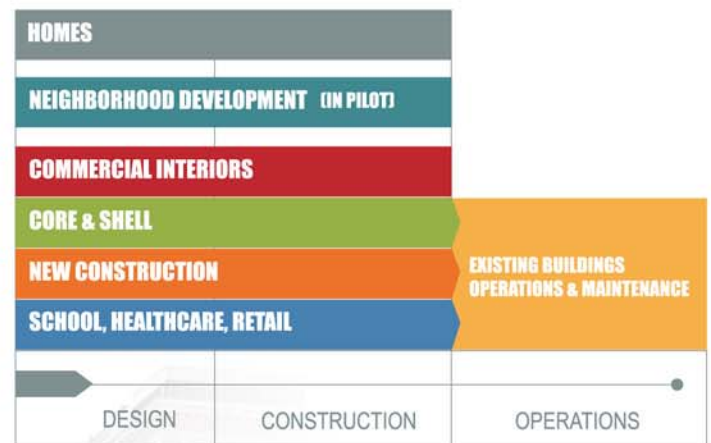 HOMES
NEIGHBORHOOD DEVELOPMENT (IN PILOT)
COMMERCIAL INTERIORS
CORE & SHELL
NEW CONSTRUCTION
SCHOOL, HEALTHCARE, RETAIL
EXISTING BUILDINGS
OPERATIONS & MAINTENANCE
DESIGN
CONSTRUCTION
OPERATIONS